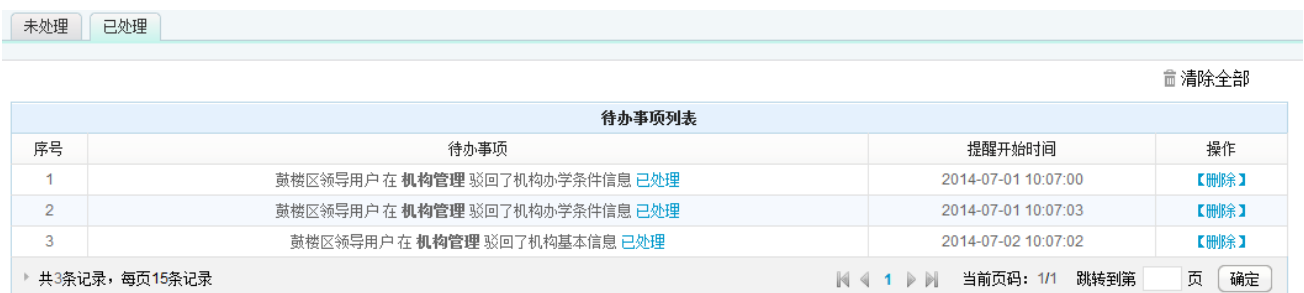 未处理 已处理
清除全部
待办事项列表
序号 待办事项 提醒开始时间 操作
1 鼓楼区领导用户 在 机构管理 驳回了机构办学条件信息 已处理 2014-07-01 10:07:00 【删除】
2 鼓楼区领导用户 在 机构管理 驳回了机构办学条件信息 已处理 2014-07-01 10:07:03 【删除】
3 鼓楼区领导用户 在 机构管理 驳回了机构基本信息 已处理 2014-07-02 10:07:02 【删除】
共3条记录，每页15条记录 1 当前页码：1/1 跳转到第 页 确定